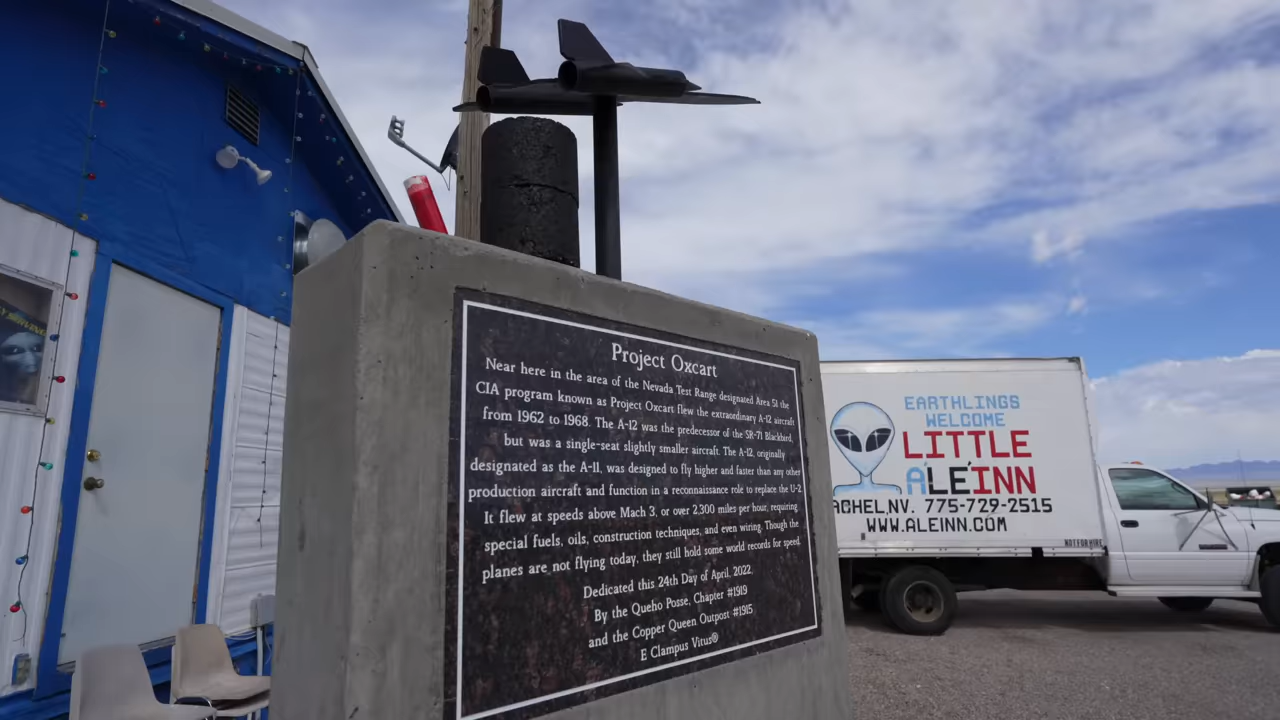 Project Oxcart
Near here in the area of the Nevada Test Range designated Area 51 the
CIA program known as Project Oxcart flew the extraordinary A-12 aircraft
from 1962 to 1968. The A-12 was the predecessor of the SR-71 Blackbird,
but was a single-seat slightly smaller aircraft. The A-12, originally
designated as the A-11, was designed to fly higher and faster than any other
production aircraft and function in a reconnaissance role to replace the U-2
It flew at speeds above Mach 3, or over 2,300 miles per hour, requiring
special fuels, oils, construction techniques, and even wiring. Though the
planes are not flying today, they still hold some world records for speed.
Dedicated this 24th Day of April, 2022,
By the Queho Posse, Chapter #1919
and the Copper Queen Outpost #1915
E Clampus Vitus®
EARTHLINGS
WELCOME
LITTLE
A'LE'INN
ACHEL, NV. 775-729-2515
WWW.ALEINN.COM
NOT FOR HIRE